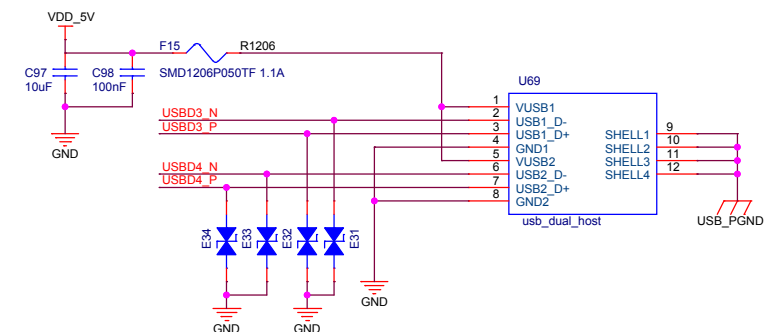 VDD_5V
F15 R1206
C97 10uF
C98 100nF
SMD1206P050TF 1.1A
GND
U69
USBD3_N
USBD3_P
USBD4_N
USBD4_P
1 VUSB1
2 USB1_D-
3 USB1_D+
4 GND1
5 VUSB2
6 USB2_D-
7 USB2_D+
8 GND2
SHELL1 9
SHELL2 10
SHELL3 11
SHELL4 12
usb_dual_host
USB_PGND
E34
E33
E32
E31
GND
GND
GND